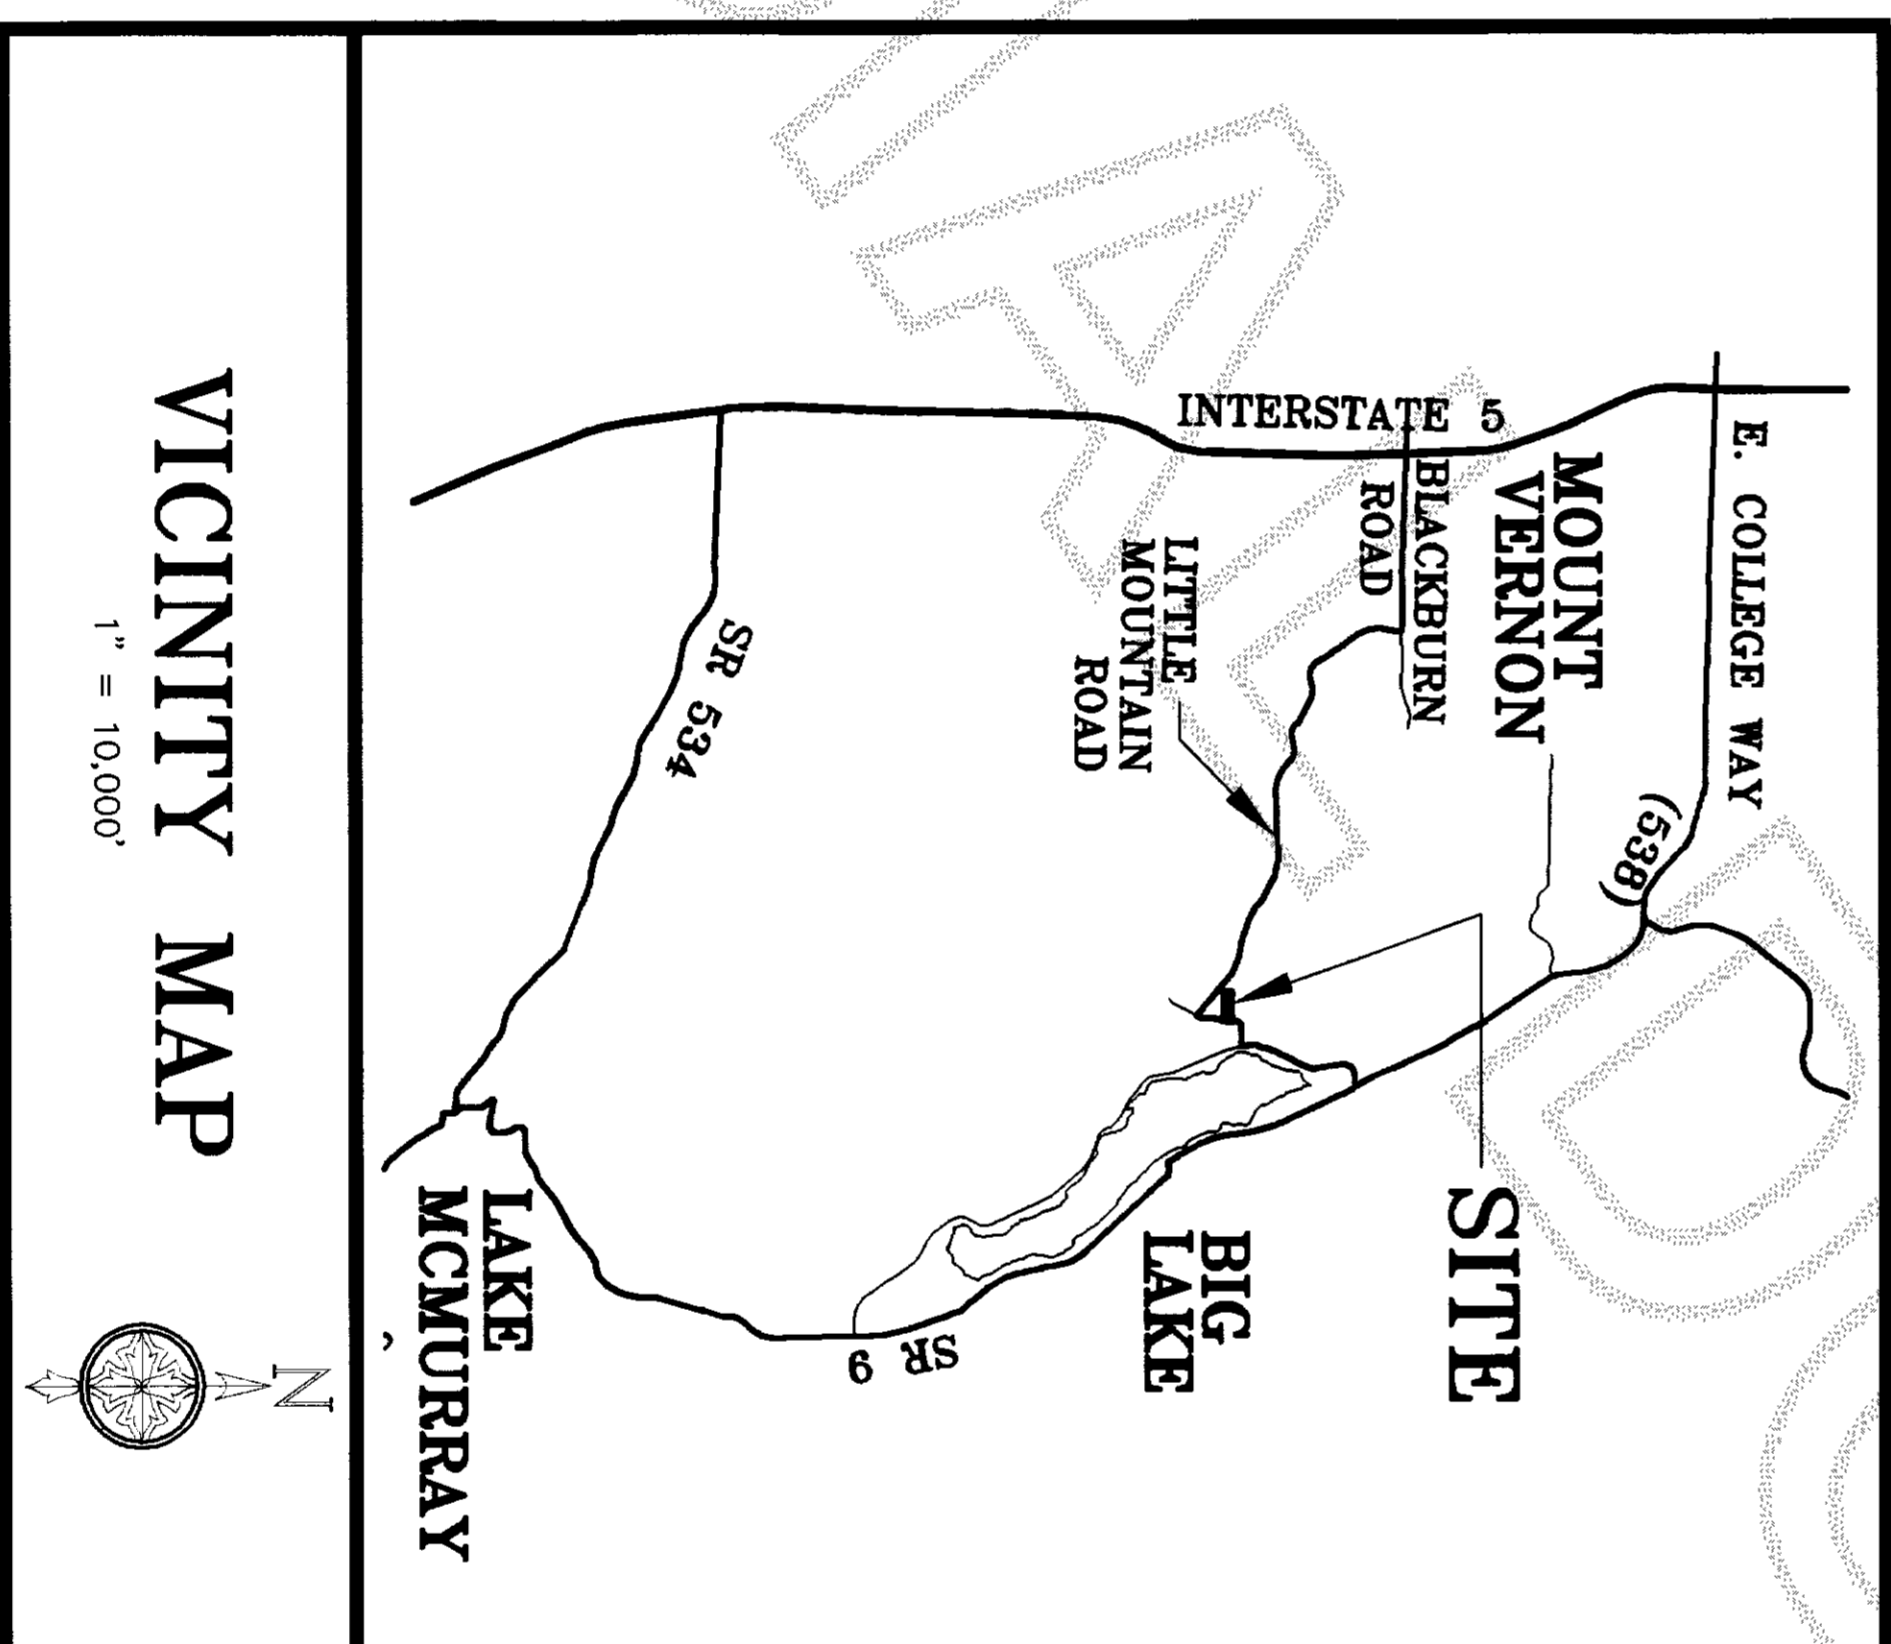 E. COLLEGE WAY
(538)
MOUNT
VERNON
INTERSTATE 5
BLACKBURN
ROAD
SITE
LITTLE
MOUNTAIN
ROAD
BIG
LAKE
SR 9
SR 534
LAKE
MCMURRAY
VICINITY MAP
1" = 10,000'
N